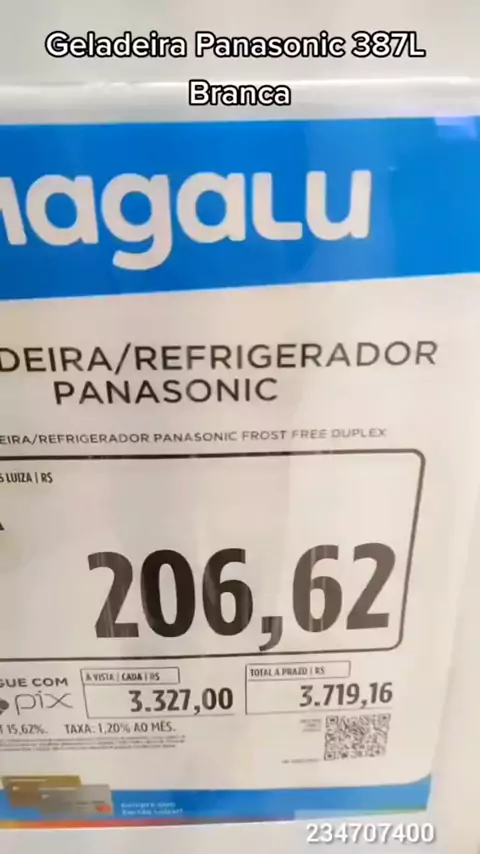 Geladeira Panasonic 387L
Branca
magalu
DEIRA/REFRIGERADOR
PANASONIC
EIRA/REFRIGERADOR PANASONIC FROST FREE DUPLEX
LUIZA | R$
206,62
GUE COM
pix
À VISTA | CADA | R$
3.327,00
TOTAL A PRAZO | R$
3.719,16
15,62%. TAXA: 1,20% AO MÊS.
234707400